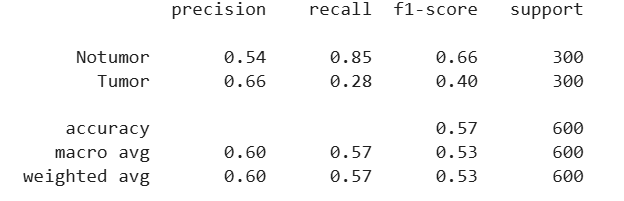 precision recall f1-score support
Notumor 0.54 0.85 0.66 300
Tumor 0.66 0.28 0.40 300
accuracy 0.57 600
macro avg 0.60 0.57 0.53 600
weighted avg 0.60 0.57 0.53 600